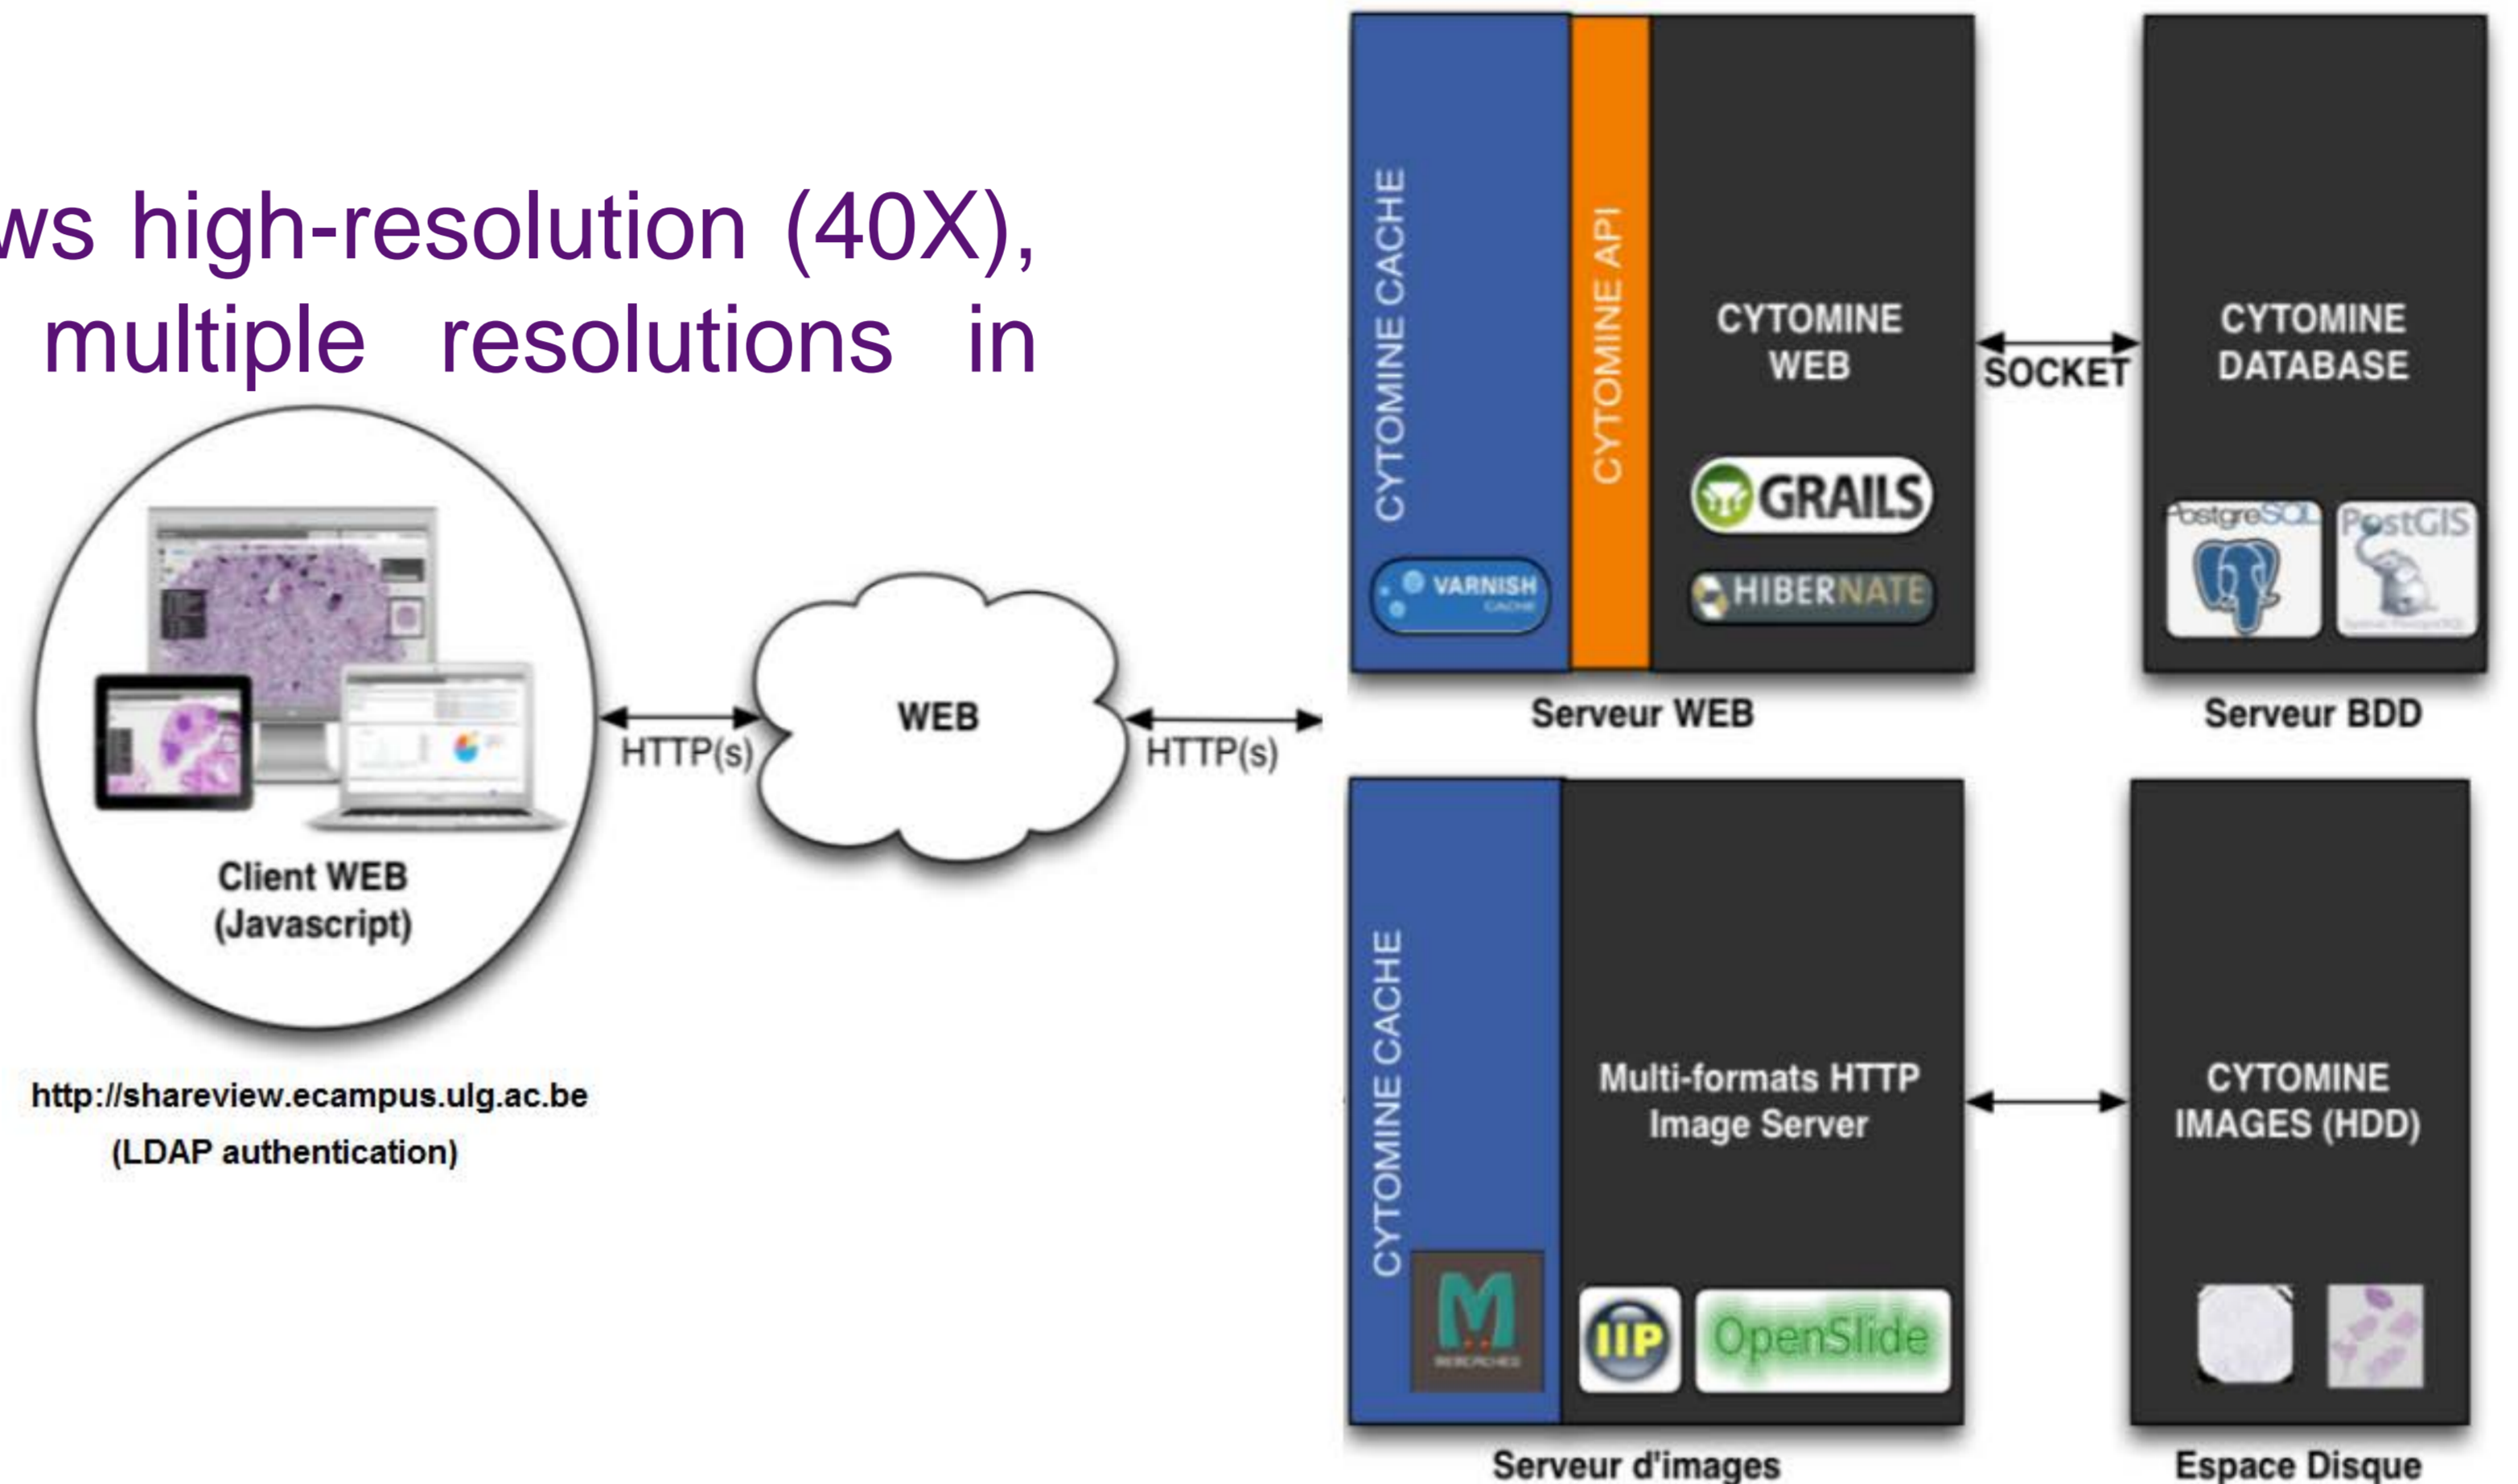 ws high-resolution (40X),
multiple resolutions in
Client WEB
(Javascript)
http://shareview.ecampus.ulg.ac.be
(LDAP authentication)
HTTP(s)
WEB
HTTP(s)
CYTOMINE CACHE
VARNISH
CACHE
CYTOMINE API
CYTOMINE
WEB
GRAILS
HIBERNATE
Serveur WEB
SOCKET
CYTOMINE
DATABASE
PostgreSQL
PostGIS
Serveur BDD
CYTOMINE CACHE
Multi-formats HTTP
Image Server
IIP
OpenSlide
Serveur d'images
CYTOMINE
IMAGES (HDD)
Espace Disque